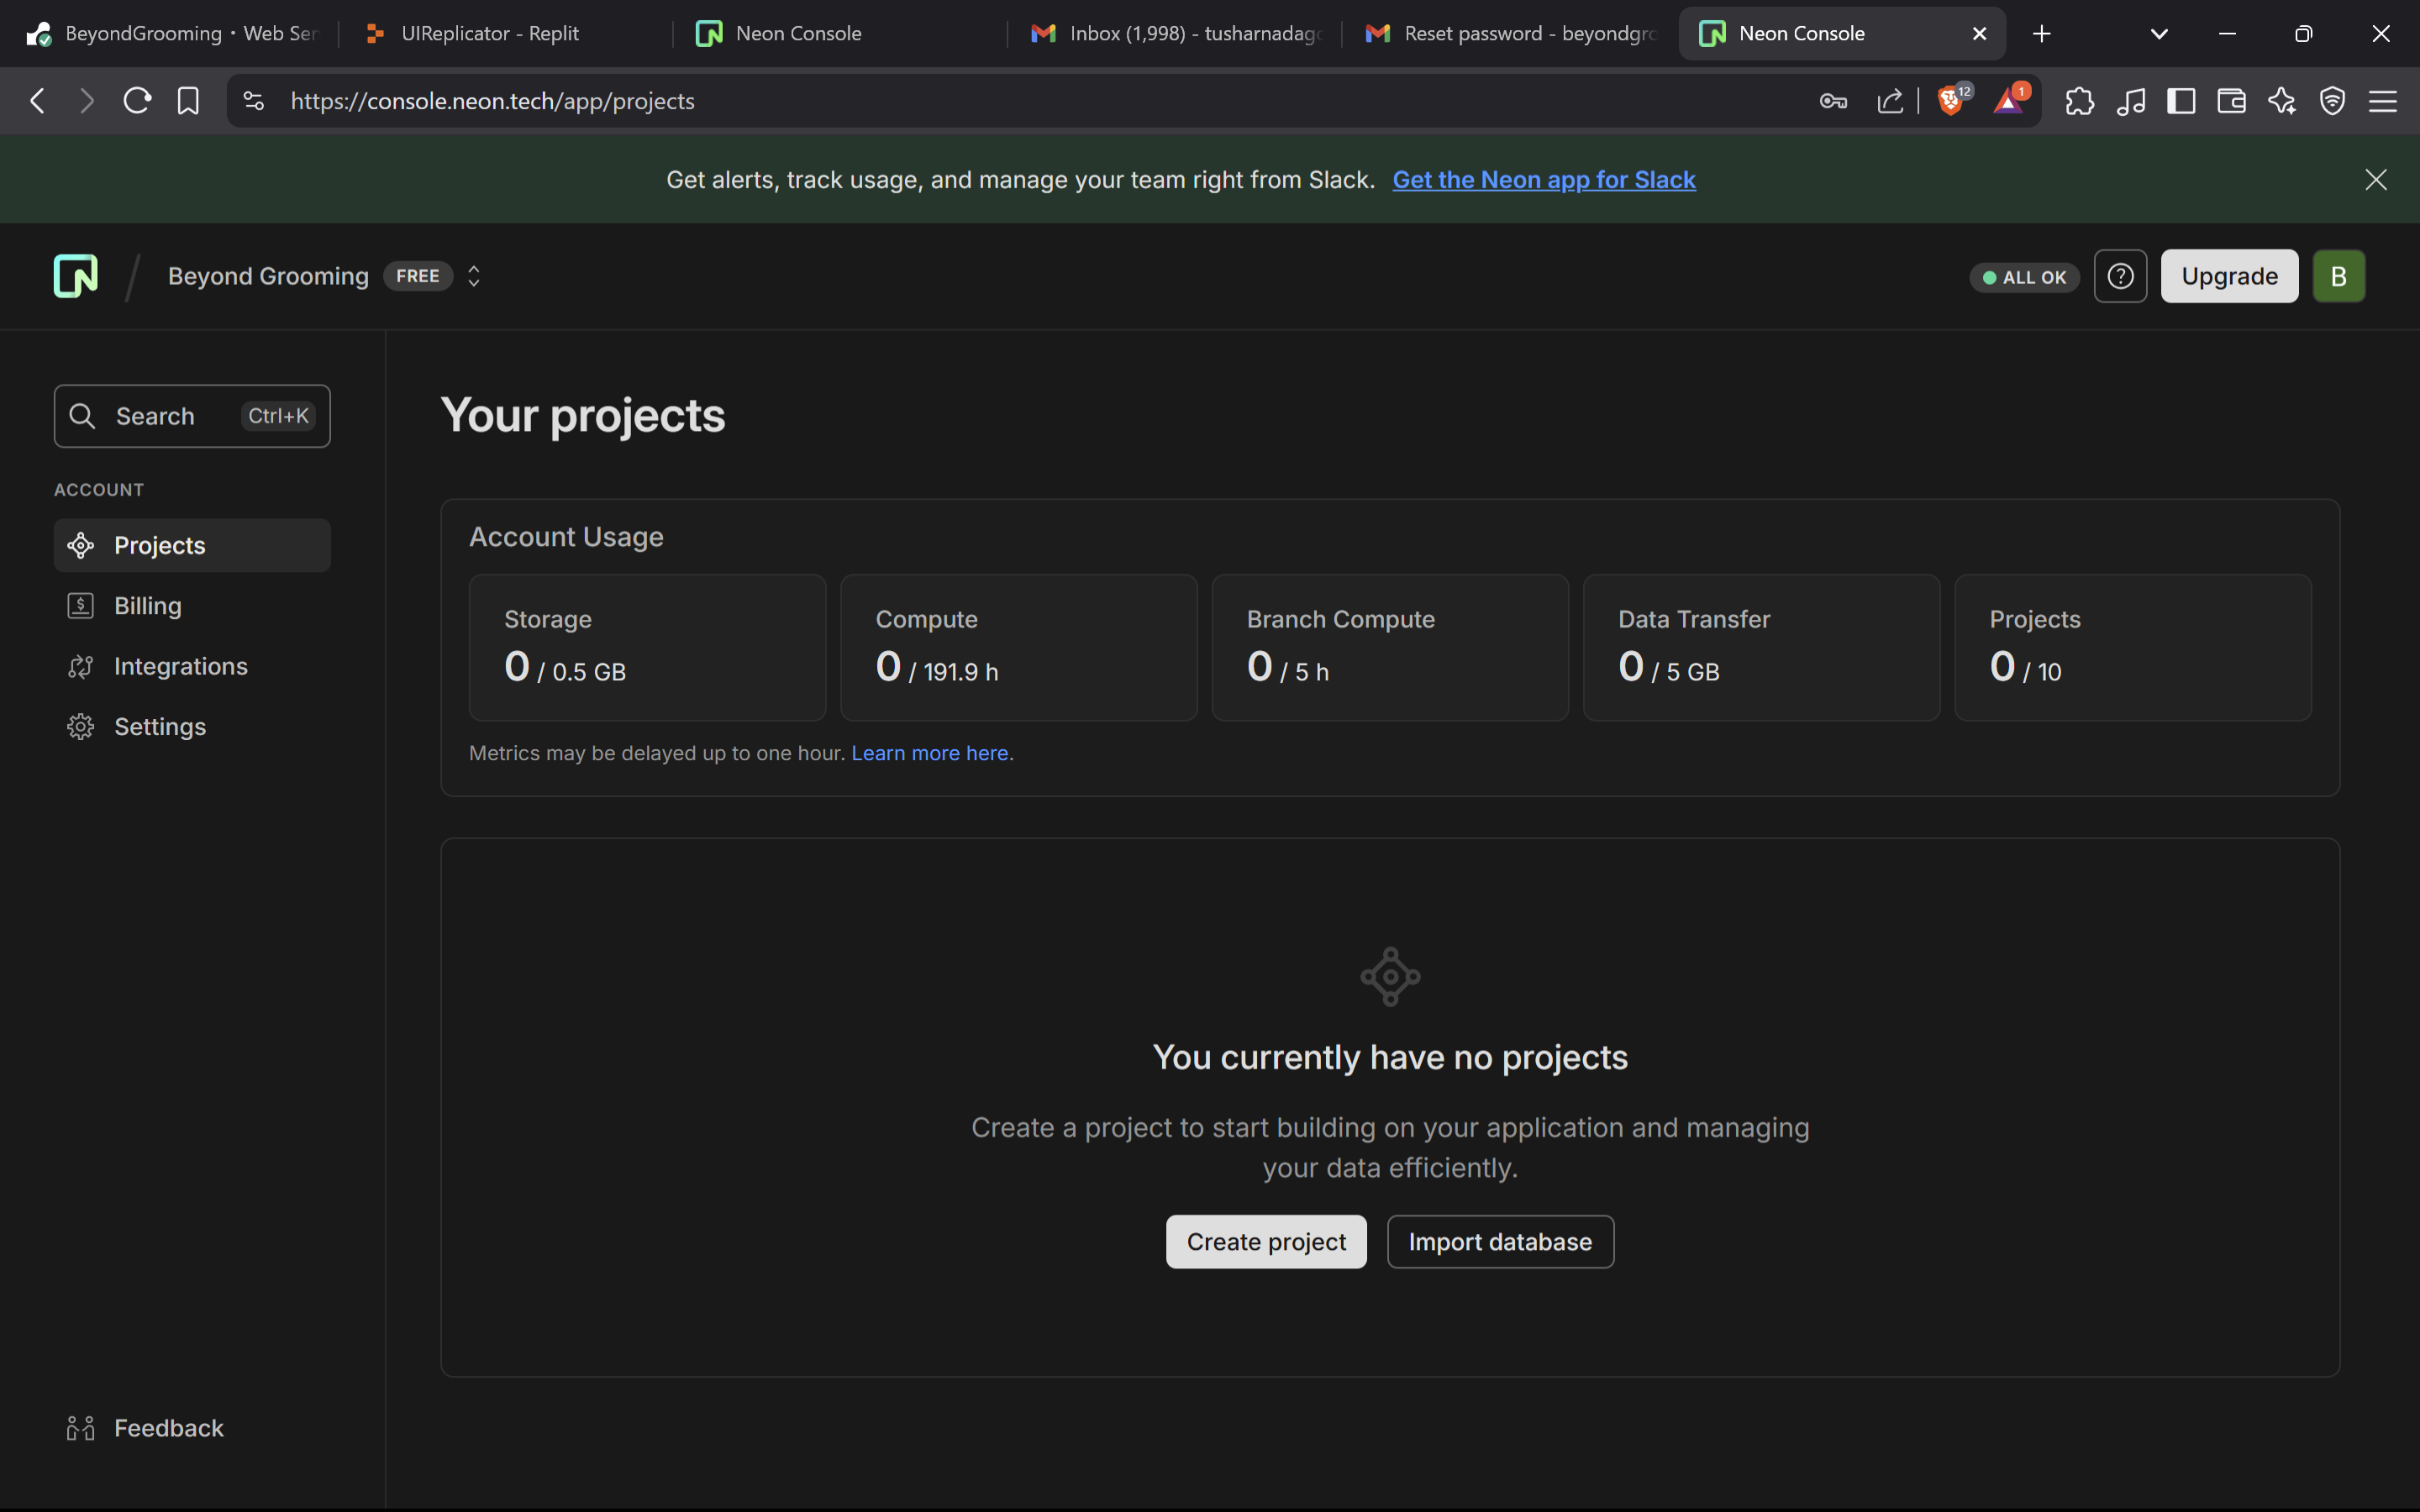 BeyondGrooming • Web Ser
UIReplicator - Replit
Neon Console
Inbox (1,998) - tusharnadag
Reset password - beyondgro
Neon Console
https://console.neon.tech/app/projects
12
1
Get alerts, track usage, and manage your team right from Slack. Get the Neon app for Slack
Beyond Grooming FREE
ALL OK
?
Upgrade
B
Search Ctrl+K
ACCOUNT
Projects
Billing
Integrations
Settings
Feedback
Your projects
Account Usage
Storage
0 / 0.5 GB
Compute
0 / 191.9 h
Branch Compute
0 / 5 h
Data Transfer
0 / 5 GB
Projects
0 / 10
Metrics may be delayed up to one hour. Learn more here.
You currently have no projects
Create a project to start building on your application and managing
your data efficiently.
Create project
Import database